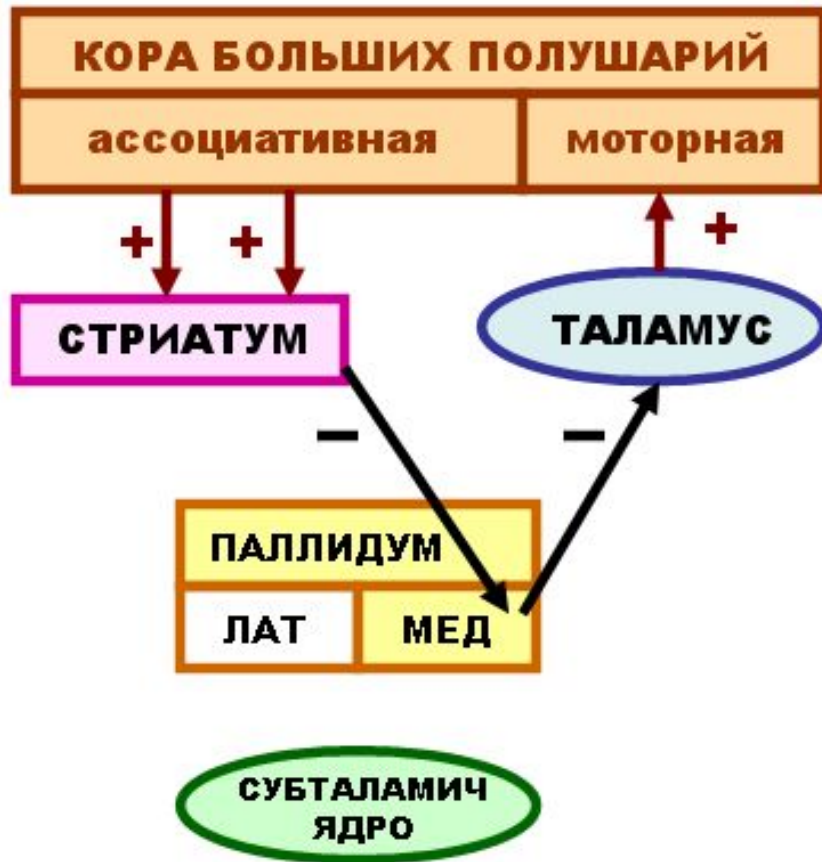 КОРА БОЛЬШИХ ПОЛУШАРИЙ
ассоциативная
моторная
+
+
+
СТРИАТУМ
ТАЛАМУС
–
–
ПАЛЛИДУМ
ЛАТ
МЕД
СУБТАЛАМИЧ
ЯДРО